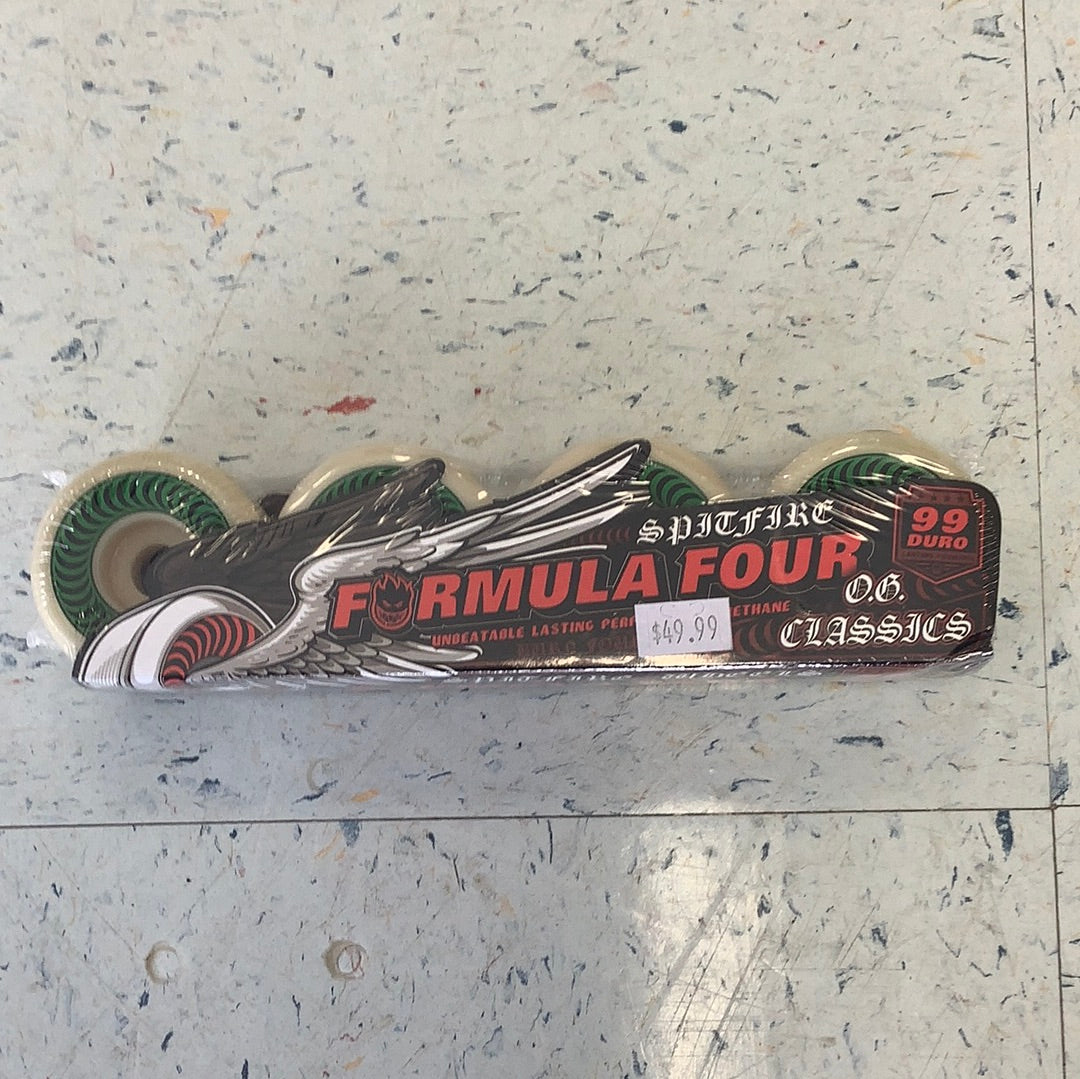 SPITFIRE
99
DURO
FORMULA FOUR
O.G.
CLASSICS
UNBEATABLE LASTING PERF
ETHANE
$49.99